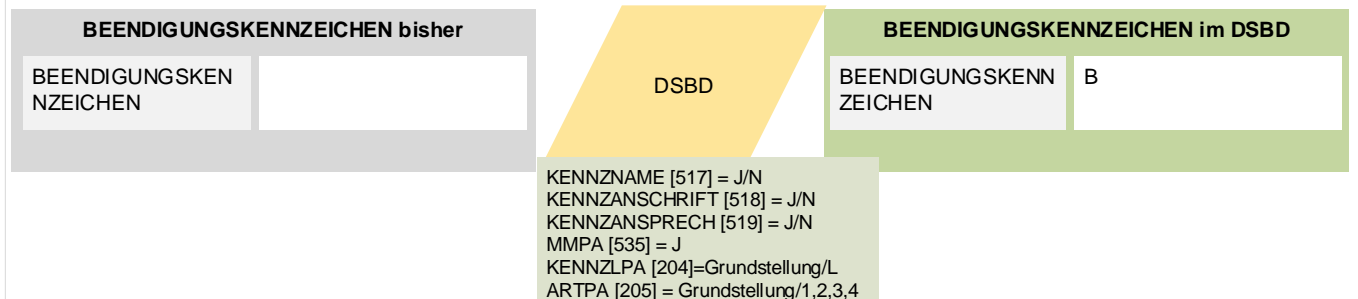 BEENDIGUNGSKENNZEICHEN bisher
BEENDIGUNGSKEN
NZEICHEN
DSBD
BEENDIGUNGSKENNZEICHEN im DSBD
BEENDIGUNGSKENN
ZEICHEN
B
KENNZNAME [517] = J/N
KENNZANSCHRIFT [518] = J/N
KENNZANSPRECH [519] = J/N
MMPA [535] = J
KENNZLPA [204]=Grundstellung/L
ARTPA [205] = Grundstellung/1,2,3,4